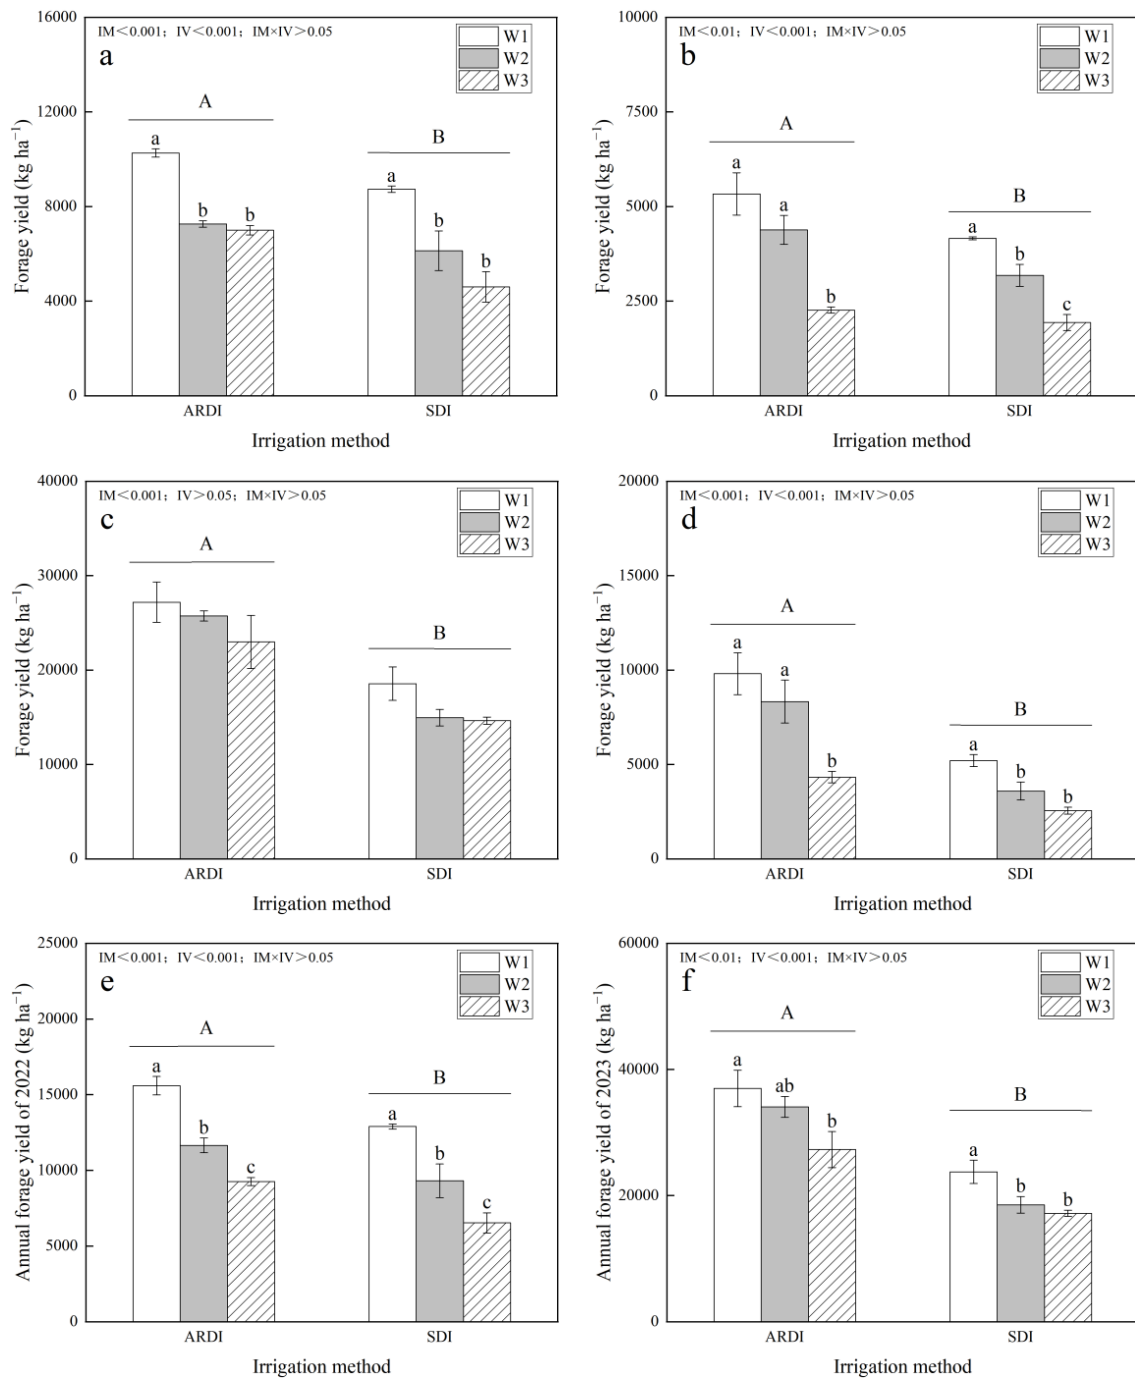 IM<0.001; IV<0.001; IM×IV>0.05
a
W1
W2
W3
16000
12000
8000
4000
0
Forage yield (kg ha⁻¹)
A
a
b
b
B
a
b
b
ARDI
SDI
Irrigation method
IM<0.01; IV<0.001; IM×IV>0.05
b
W1
W2
W3
10000
7500
5000
2500
0
Forage yield (kg ha⁻¹)
A
a
a
b
B
a
b
c
ARDI
SDI
Irrigation method
IM<0.001; IV>0.05; IM×IV>0.05
c
W1
W2
W3
40000
30000
20000
10000
0
Forage yield (kg ha⁻¹)
A
B
ARDI
SDI
Irrigation method
IM<0.001; IV<0.001; IM×IV>0.05
d
W1
W2
W3
20000
15000
10000
5000
0
Forage yield (kg ha⁻¹)
A
a
a
b
B
a
b
b
ARDI
SDI
Irrigation method
IM<0.001; IV<0.001; IM×IV>0.05
e
W1
W2
W3
25000
20000
15000
10000
5000
0
Annual forage yield of 2022 (kg ha⁻¹)
A
a
b
c
B
a
b
c
ARDI
SDI
Irrigation method
IM<0.01; IV<0.001; IM×IV>0.05
f
W1
W2
W3
60000
40000
20000
0
Annual forage yield of 2023 (kg ha⁻¹)
A
a
ab
b
B
a
b
b
ARDI
SDI
Irrigation method